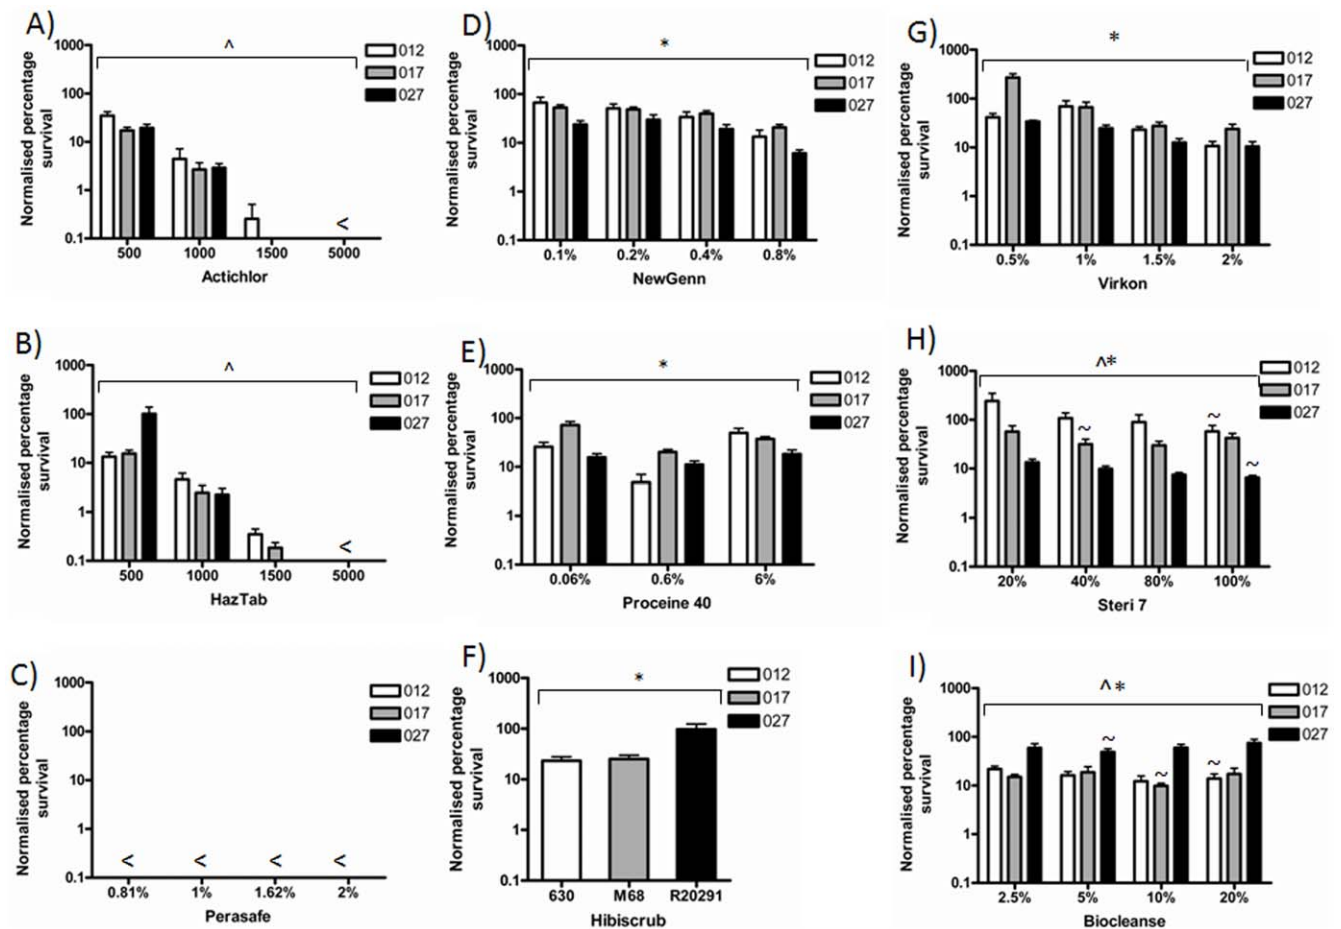 A)
Normalised percentage
survival
1000
100
10
1
0.1
^
012
017
027
<
500 1000 1500 5000
Actichlor
D)
Normalised percentage
survival
1000
100
10
1
0.1
*
012
017
027
0.1% 0.2% 0.4% 0.8%
NewGenn
G)
Normalised percentage
survival
1000
100
10
1
0.1
*
012
017
027
0.5% 1% 1.5% 2%
Virkon
B)
Normalised percentage
survival
1000
100
10
1
0.1
^
012
017
027
<
500 1000 1500 5000
HazTab
E)
Normalised percentage
survival
1000
100
10
1
0.1
*
012
017
027
0.06% 0.6% 6%
Proceine 40
H)
Normalised percentage
survival
1000
100
10
1
0.1
^*
012
017
027
~ ~ ~
20% 40% 80% 100%
Steri 7
C)
Normalised percentage
survival
1000
100
10
1
0.1
012
017
027
< < < <
0.81% 1% 1.62% 2%
Perasafe
F)
Normalised percentage
survival
1000
100
10
1
0.1
*
012
017
027
630 M68 R20291
Hibiscrub
I)
Normalised percentage
survival
1000
100
10
1
0.1
^ *
012
017
027
~ ~ ~
2.5% 5% 10% 20%
Biocleanse